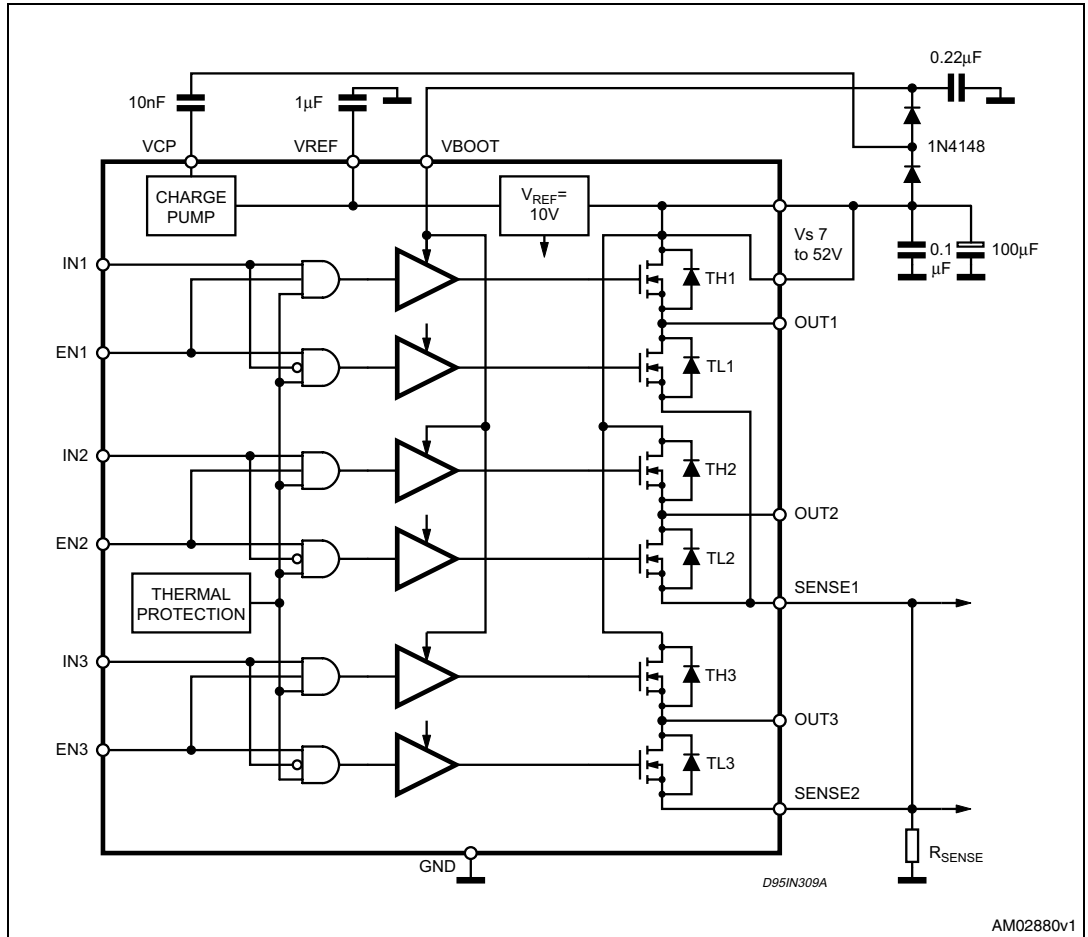 0.22µF
10nF
1µF
VCP
VREF
VBOOT
1N4148
CHARGE
PUMP
VREF=
10V
Vs 7
to 52V
0.1
µF
100µF
IN1
TH1
OUT1
EN1
TL1
IN2
TH2
OUT2
EN2
TL2
THERMAL
PROTECTION
SENSE1
IN3
TH3
OUT3
EN3
TL3
SENSE2
RSENSE
GND
D95IN309A
AM02880v1